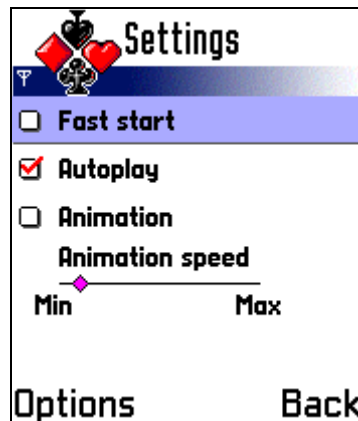 Settings
Fast start
Autoplay
Animation
Animation speed
Min Max
Options Back